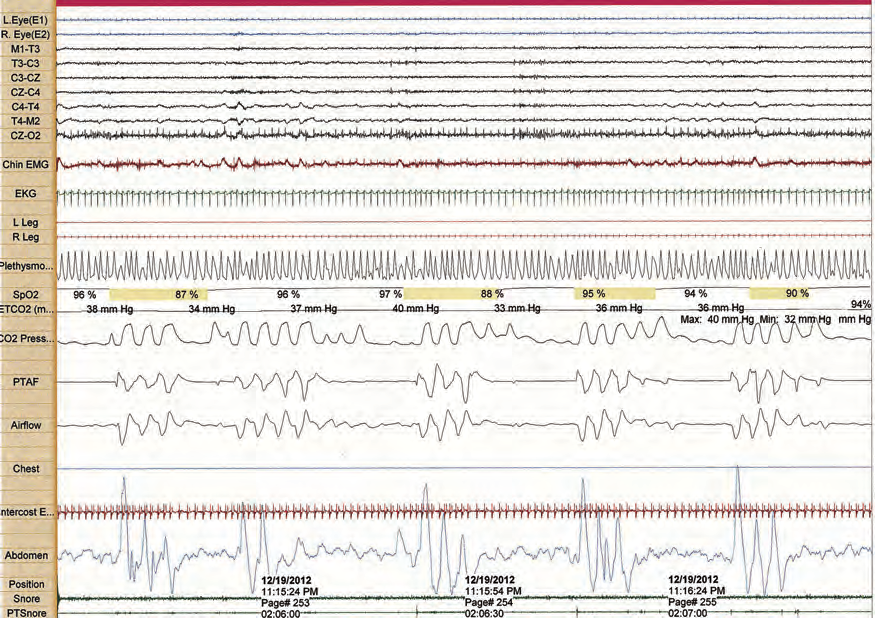 L.Eye(E1)
R. Eye(E2)
M1-T3
T3-C3
C3-CZ
CZ-C4
C4-T4
T4-M2
CZ-O2
Chin EMG
EKG
L Leg
R Leg
Plethysmo...
SpO2 96 % 87 % 96 % 97 % 88 % 95 % 94 % 90 %
ETCO2 (m... 38 mm Hg 34 mm Hg 37 mm Hg 40 mm Hg 33 mm Hg 36 mm Hg 36 mm Hg 94%
Max: 40 mm Hg Min: 32 mm Hg mm Hg
CO2 Press...
PTAF
Airflow
Chest
ntercost E...
Abdomen
Position
12/19/2012 12/19/2012 12/19/2012
11:15:24 PM 11:15:54 PM 11:16:24 PM
Snore Page# 253 Page# 254 Page# 255
PTSnore 02:06:00 02:06:30 02:07:00